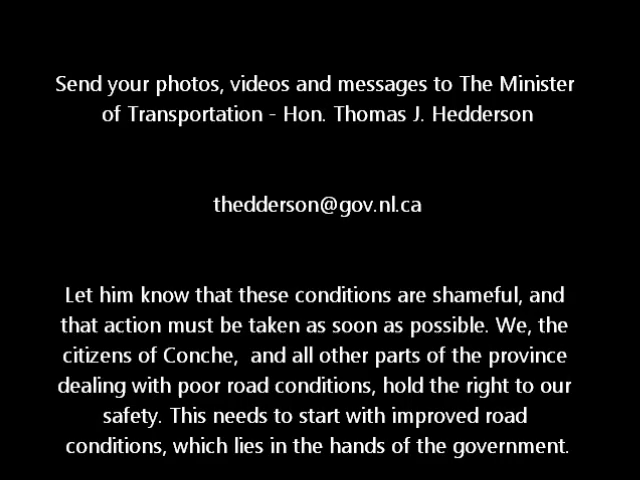 Send your photos, videos and messages to The Minister
of Transportation - Hon. Thomas J. Hedderson
thedderson@gov.nl.ca
Let him know that these conditions are shameful, and
that action must be taken as soon as possible. We, the
citizens of Conche,  and all other parts of the province
dealing with poor road conditions, hold the right to our
safety. This needs to start with improved road
conditions, which lies in the hands of the government.